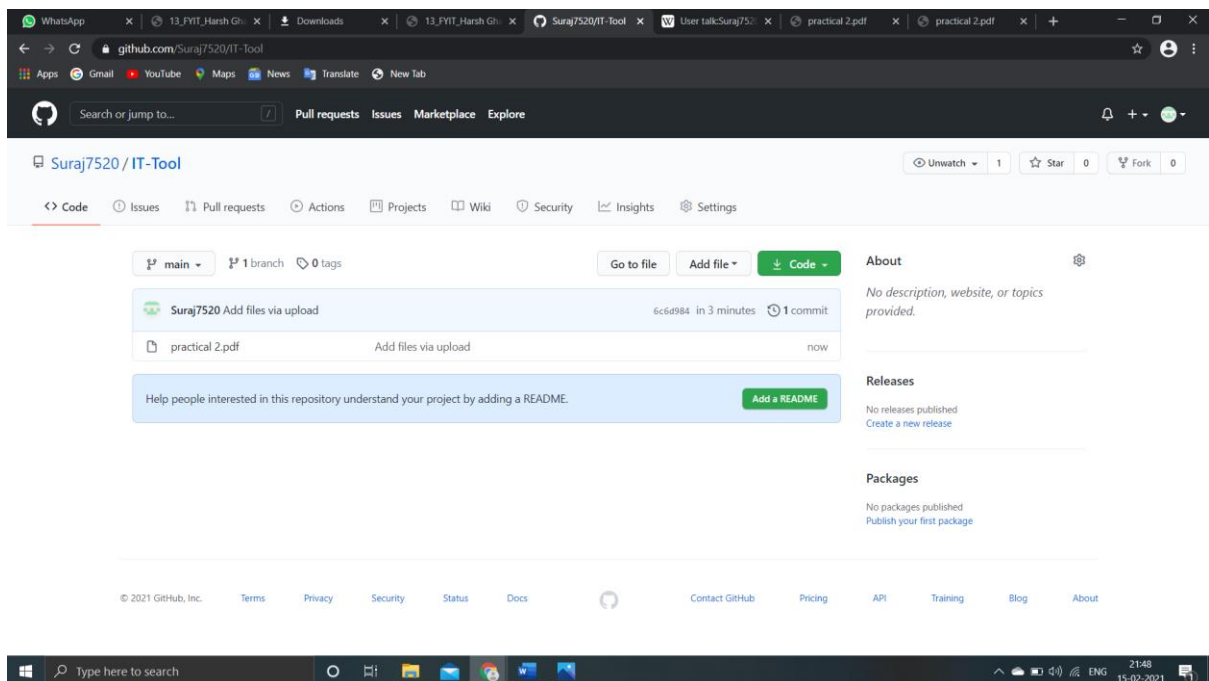 WhatsApp 13_FYIT_Harsh Gh Downloads 13_FYIT_Harsh Gh Suraj7520/IT-Tool User talk:Suraj752 practical 2.pdf practical 2.pdf
github.com/Suraj7520/IT-Tool
Apps Gmail YouTube Maps News Translate New Tab
Search or jump to... / Pull requests Issues Marketplace Explore
Suraj7520 / IT-Tool Unwatch 1 Star 0 Fork 0
Code Issues Pull requests Actions Projects Wiki Security Insights Settings
main 1 branch 0 tags Go to file Add file Code
Suraj7520 Add files via upload 6c6d984 in 3 minutes 1 commit
practical 2.pdf Add files via upload now
Help people interested in this repository understand your project by adding a README. Add a README
About
No description, website, or topics
provided.
Releases
No releases published
Create a new release
Packages
No packages published
Publish your first package
© 2021 GitHub, Inc. Terms Privacy Security Status Docs Contact GitHub Pricing API Training Blog About
Type here to search ENG 21:48
15-02-2021